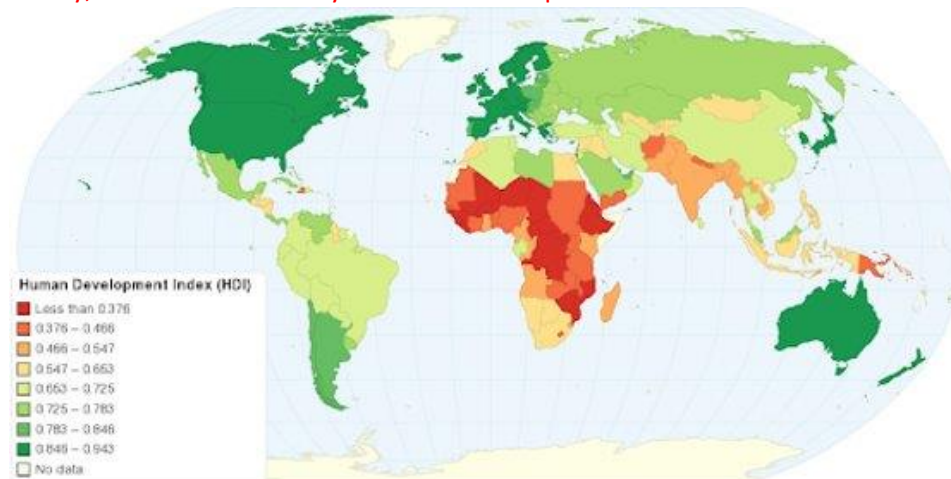 Human Development Index (HDI)
Less than 0.376
0.376 – 0.466
0.466 – 0.547
0.547 – 0.653
0.653 – 0.725
0.725 – 0.783
0.783 – 0.846
0.846 – 0.943
No data